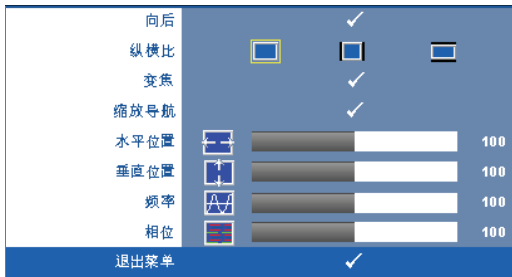 向后
纵横比
变焦
缩放导航
水平位置 100
垂直位置 100
频率 100
相位 100
退出菜单